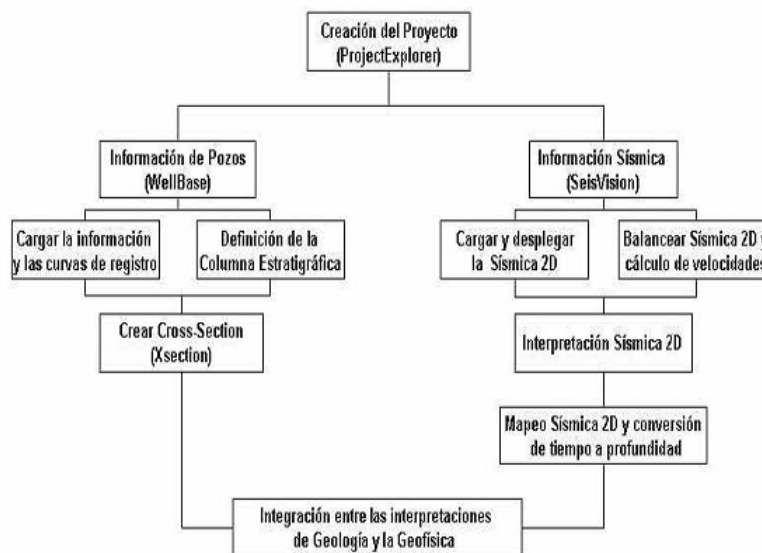 Creación del Proyecto
(ProjectExplorer)
Información de Pozos
(WellBase)
Información Sísmica
(SeisVision)
Cargar la información
y las curvas de registro
Definición de la
Columna Estratigráfica
Cargar y desplegar
la Sísmica 2D
Balancear Sísmica 2D y
cálculo de velocidades
Crear Cross-Section
(Xsection)
Interpretación Sísmica 2D
Mapeo Sísmica 2D y conversión
de tiempo a profundidad
Integración entre las interpretaciones
de Geología y la Geofísica